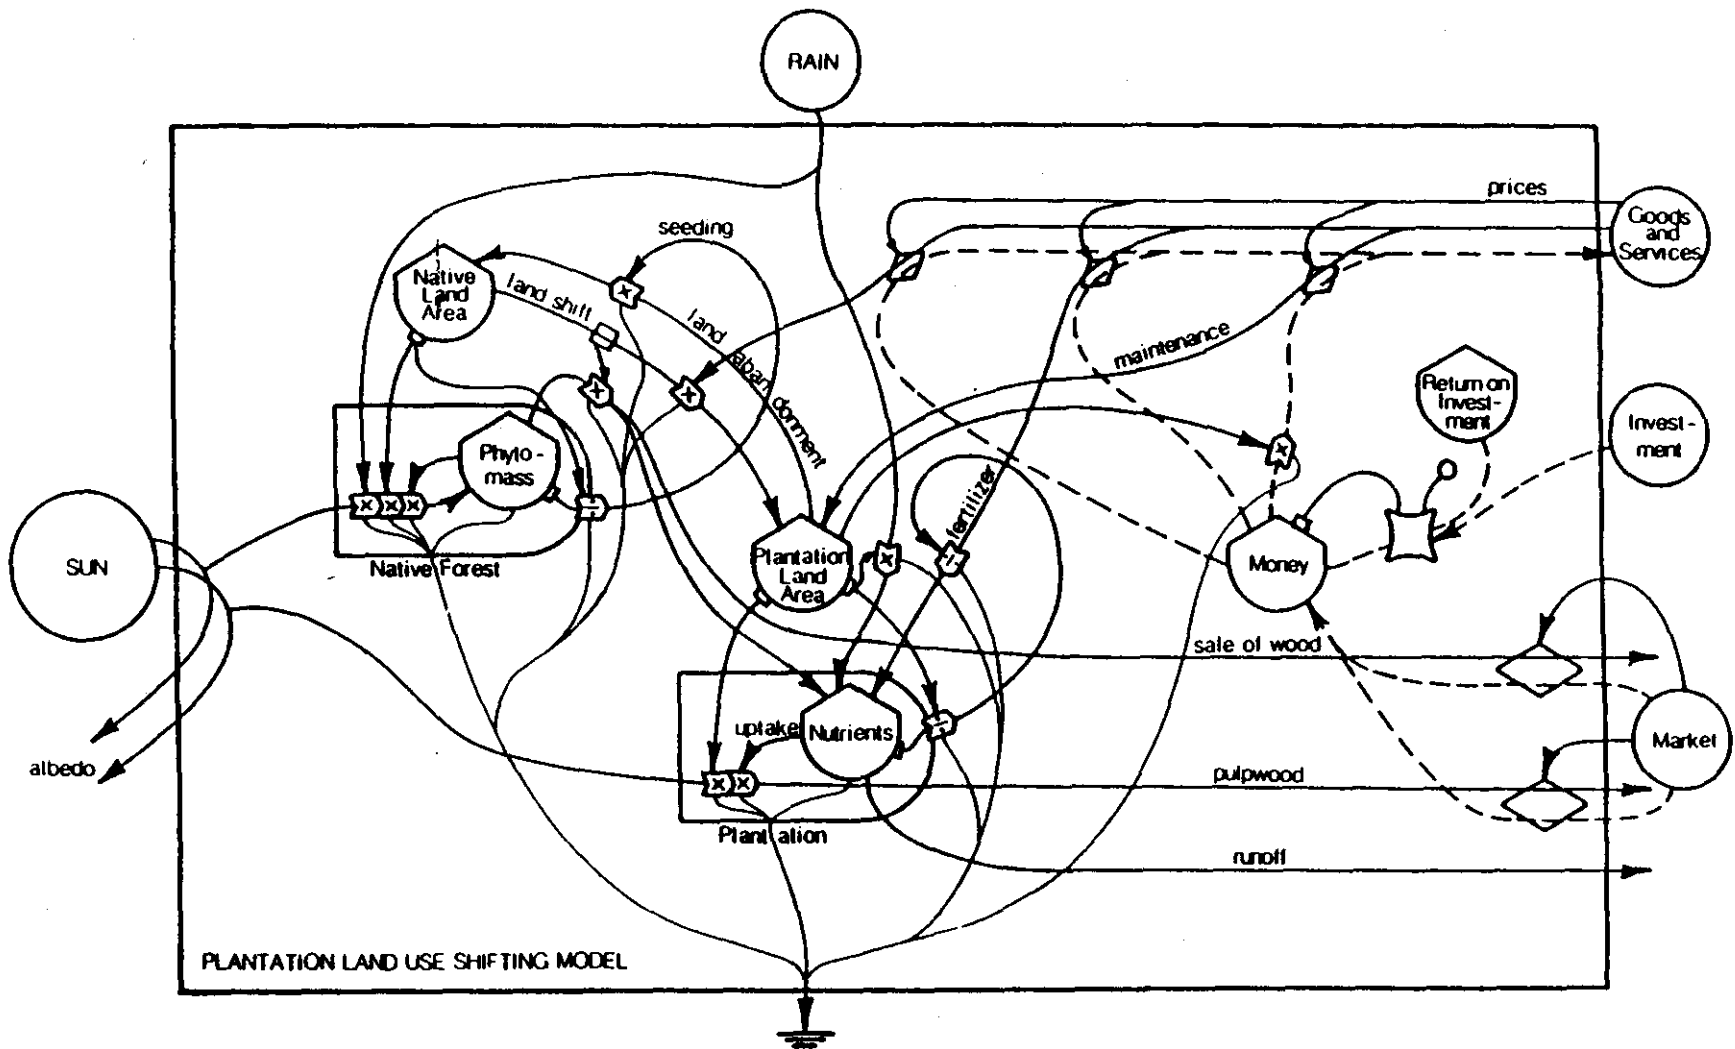 RAIN
prices
Goods
and
Services
seeding
Native
Land
Area
land shift
land abandonment
maintenance
Return on
Invest-
ment
Invest-
ment
Phyto-
mass
fertilizer
SUN
Native Forest
Plantation
Land
Area
Money
sale of wood
uptake
Nutrients
Market
albedo
pulpwood
Plantation
runoff
PLANTATION LAND USE SHIFTING MODEL
x
x
x
x x x
÷
x
÷
x
÷
x x